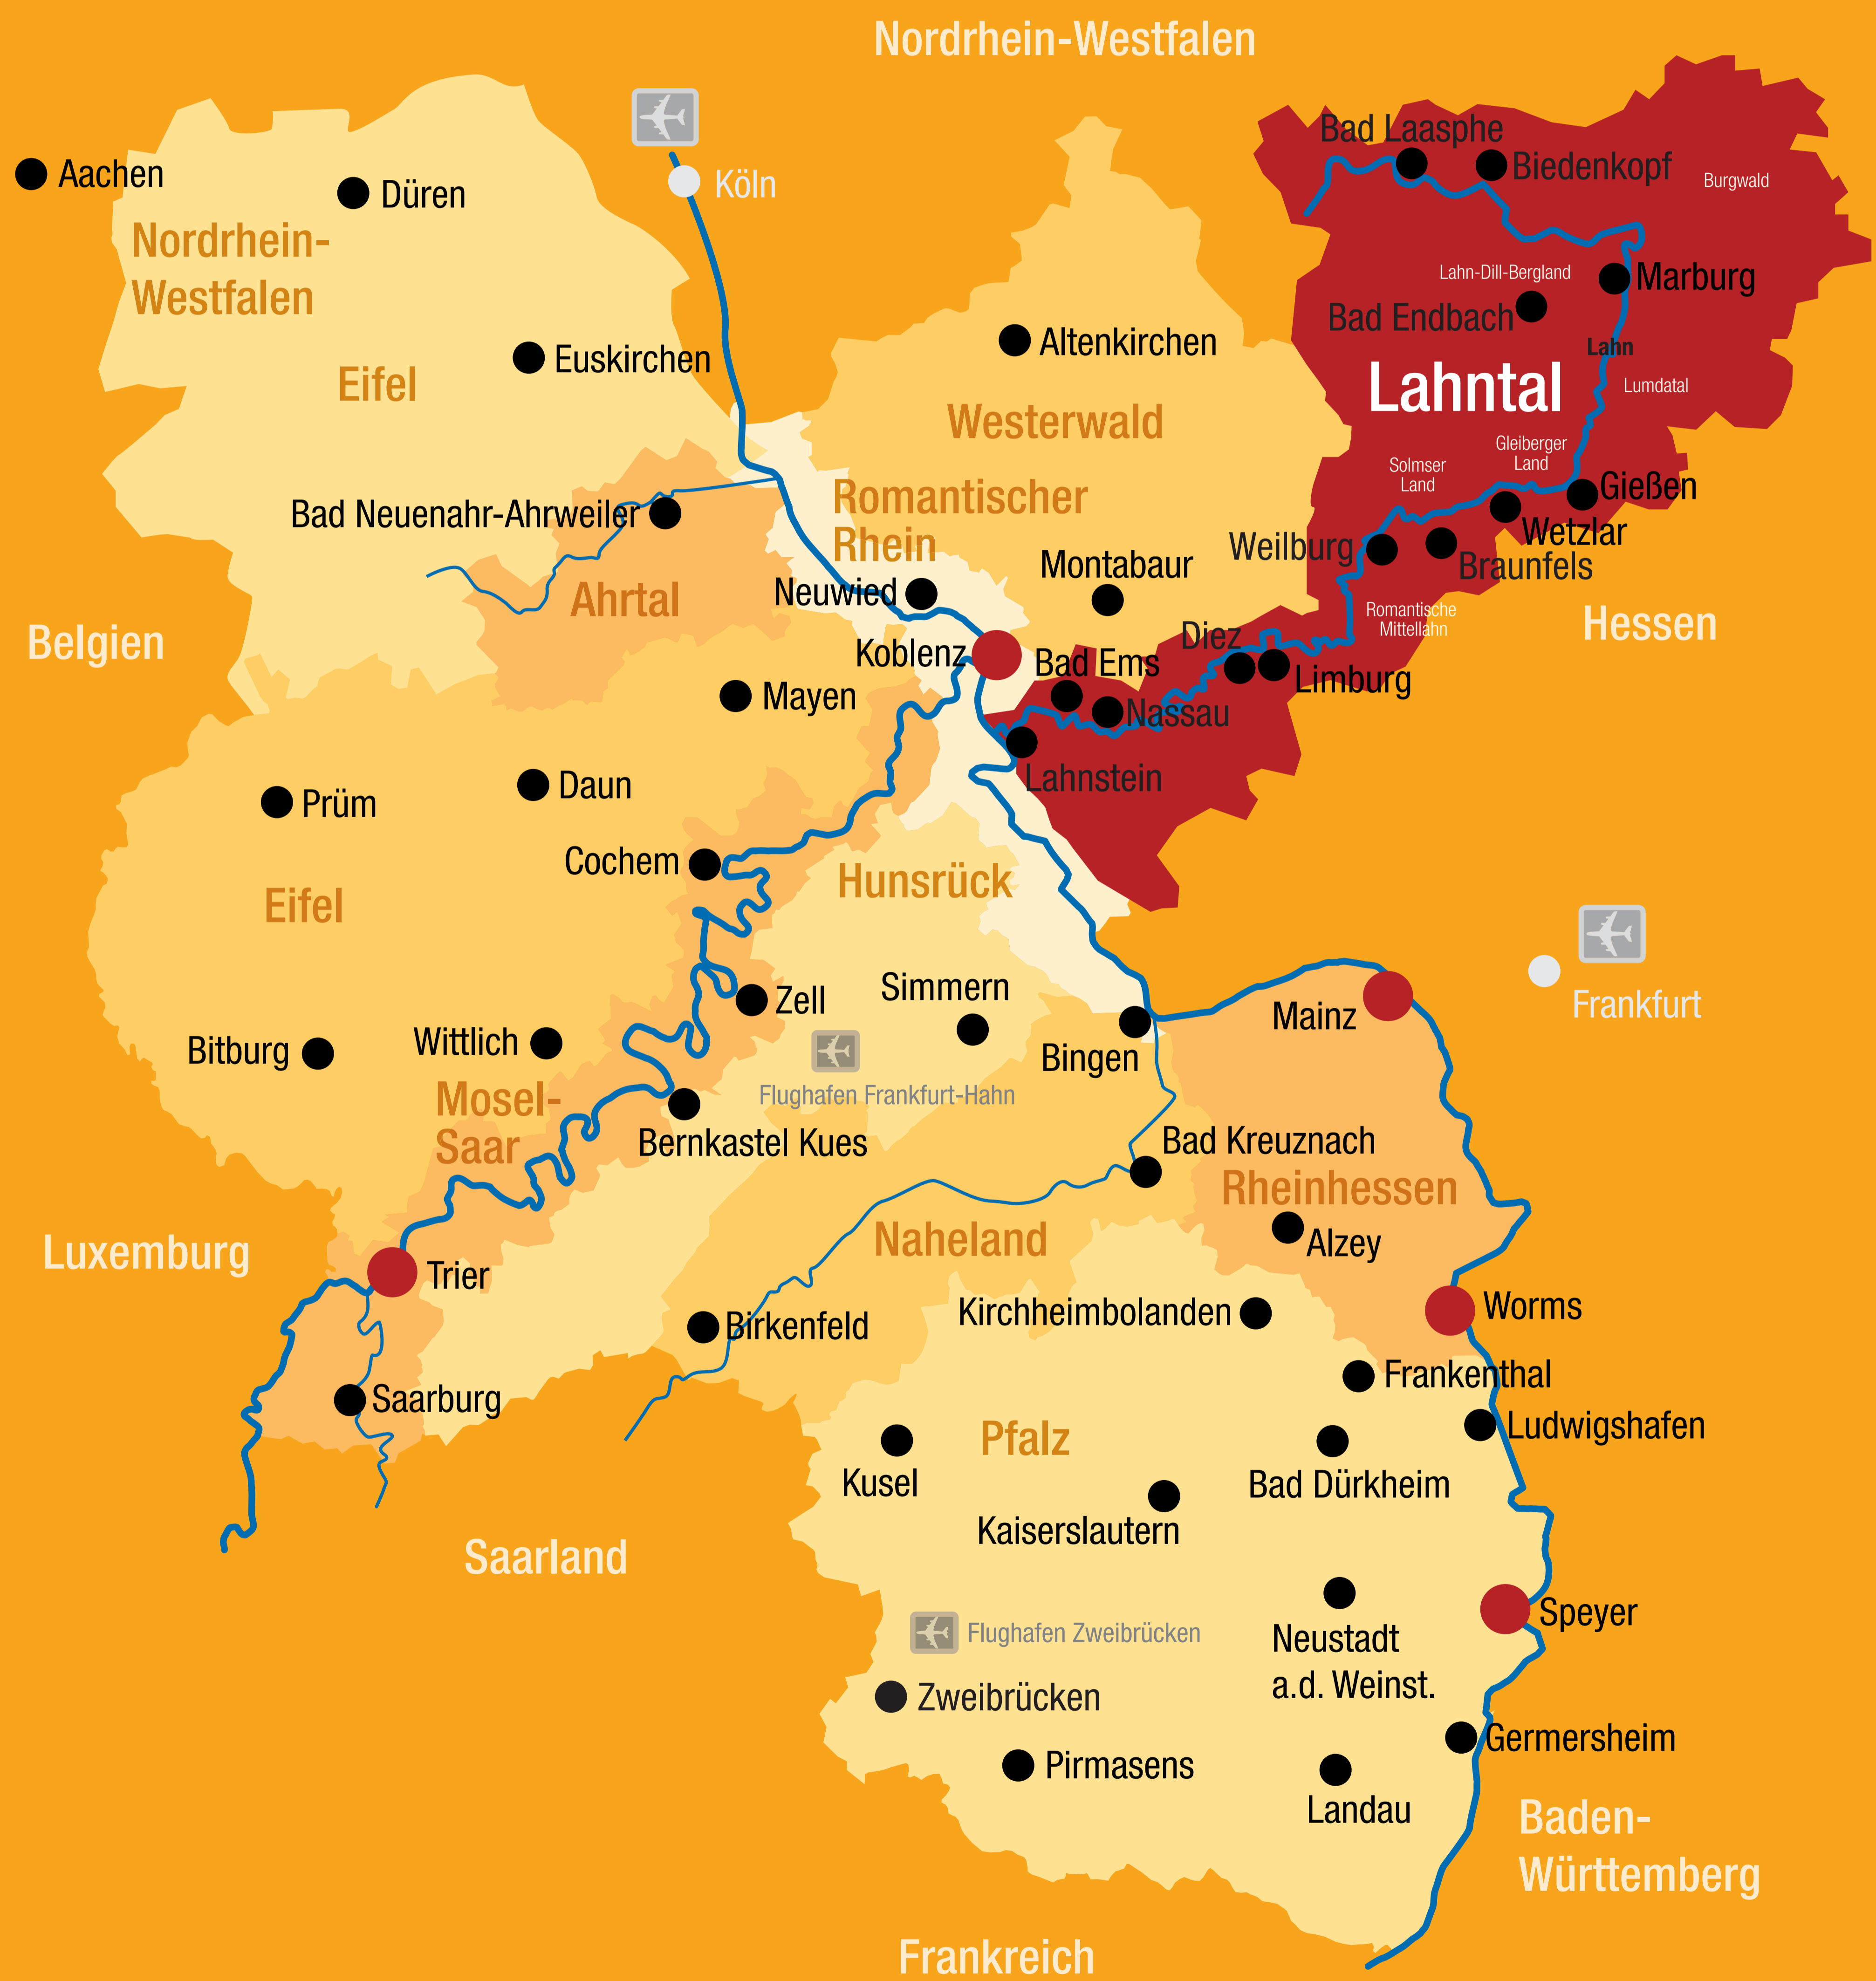 Nordrhein-Westfalen
Bad Laasphe
Aachen
Düren
Köln
Biedenkopf
Burgwald
Nordrhein-
Westfalen
Lahn-Dill-Bergland
Marburg
Bad Endbach
Euskirchen
Altenkirchen
Lahn
Eifel
Lahntal
Lumdatal
Westerwald
Gleiberger
Land
Solmser
Land
Romantischer
Rhein
Gießen
Bad Neuenahr-Ahrweiler
Wetzlar
Weilburg
Braunfels
Montabaur
Neuwied
Ahrtal
Romantische
Mittellahn
Hessen
Belgien
Diez
Koblenz
Bad Ems
Limburg
Mayen
Nassau
Lahnstein
Daun
Prüm
Cochem
Hunsrück
Eifel
Simmern
Zell
Frankfurt
Mainz
Bitburg
Wittlich
Bingen
Mosel-
Saar
Flughafen Frankfurt-Hahn
Bernkastel Kues
Bad Kreuznach
Rheinhessen
Naheland
Alzey
Luxemburg
Trier
Worms
Kirchheimbolanden
Birkenfeld
Frankenthal
Saarburg
Ludwigshafen
Pfalz
Kusel
Bad Dürkheim
Kaiserslautern
Saarland
Speyer
Flughafen Zweibrücken
Neustadt
a.d. Weinst.
Zweibrücken
Germersheim
Pirmasens
Landau
Baden-
Württemberg
Frankreich